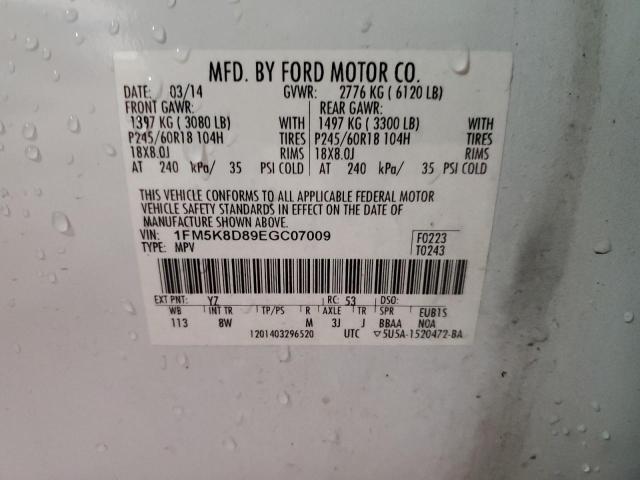 MFD. BY FORD MOTOR CO.
DATE: 03/14 GVWR: 2776 KG ( 6120 LB)
FRONT GAWR: REAR GAWR:
1397 KG ( 3080 LB) WITH 1497 KG ( 3300 LB) WITH
P245/60R18 104H TIRES P245/60R18 104H TIRES
18X8.0J RIMS 18X8.0J RIMS
AT 240 kPa/ 35 PSI COLD AT 240 kPa/ 35 PSI COLD
THIS VEHICLE CONFORMS TO ALL APPLICABLE FEDERAL MOTOR
VEHICLE SAFETY STANDARDS IN EFFECT ON THE DATE OF
MANUFACTURE SHOWN ABOVE.
VIN: 1FM5K8D89EGC07009 F0223
TYPE: MPV T0243
EXT PNT: YZ RC: 53 DSO:
WB INT TR TP/PS R AXLE TR SPR EUB1S
113 8W M 3J J BBAA NOA
1201403296520 UTC ▽5U5A-1520472-BA